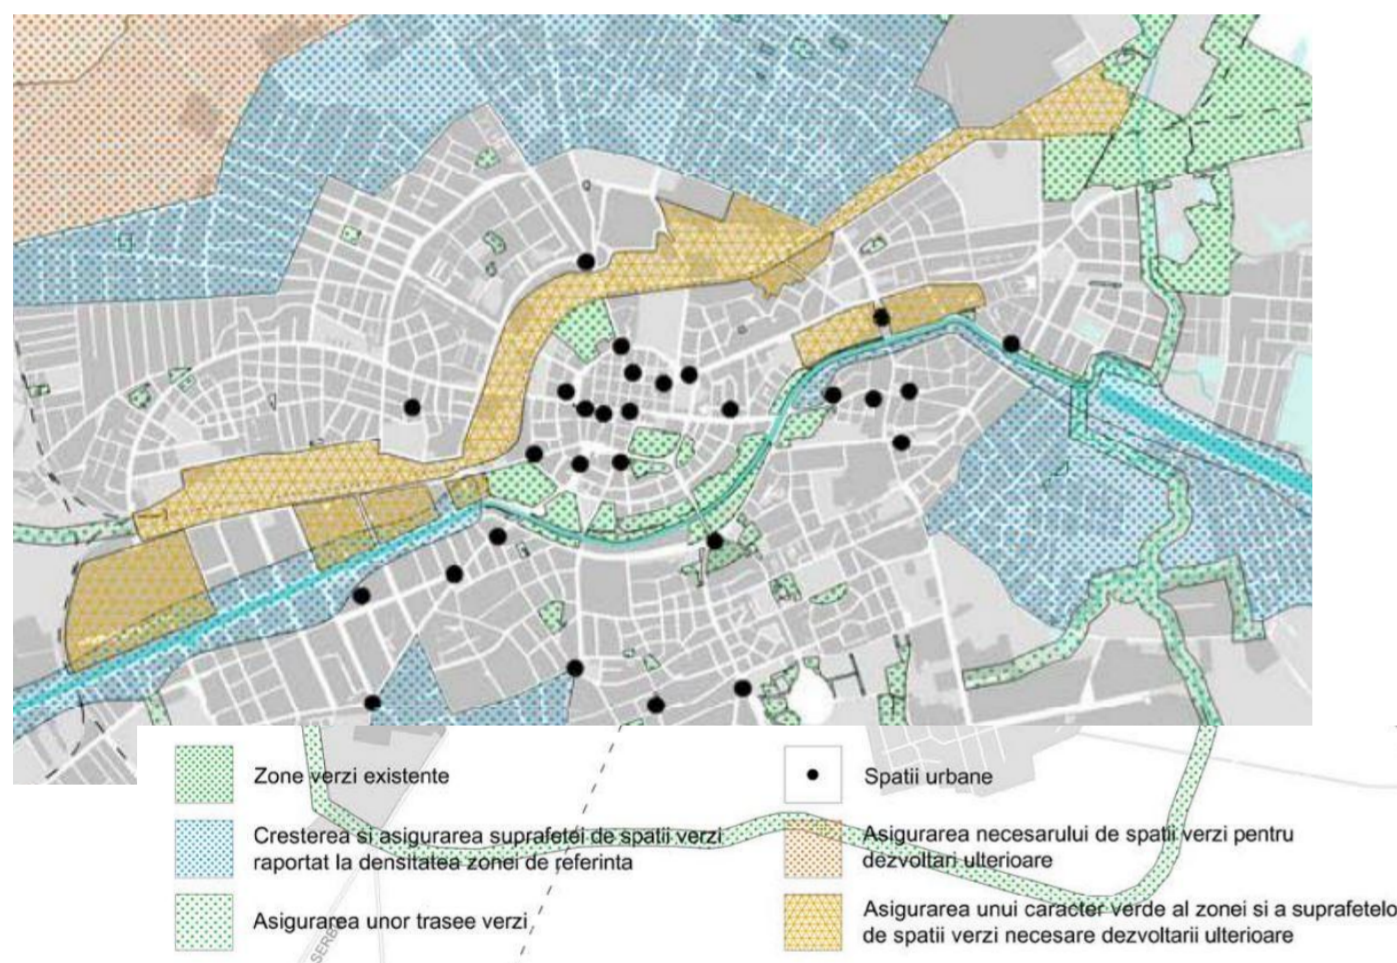 Zone verzi existente
Cresterea si asigurarea suprafetei de spatii verzi
raportat la densitatea zonei de referinta
Asigurarea unor trasee verzi
Spatii urbane
Asigurarea necesarului de spatii verzi pentru
dezvoltari ulterioare
Asigurarea unui caracter verde al zonei si a suprafetelo
de spatii verzi necesare dezvoltarii ulterioare